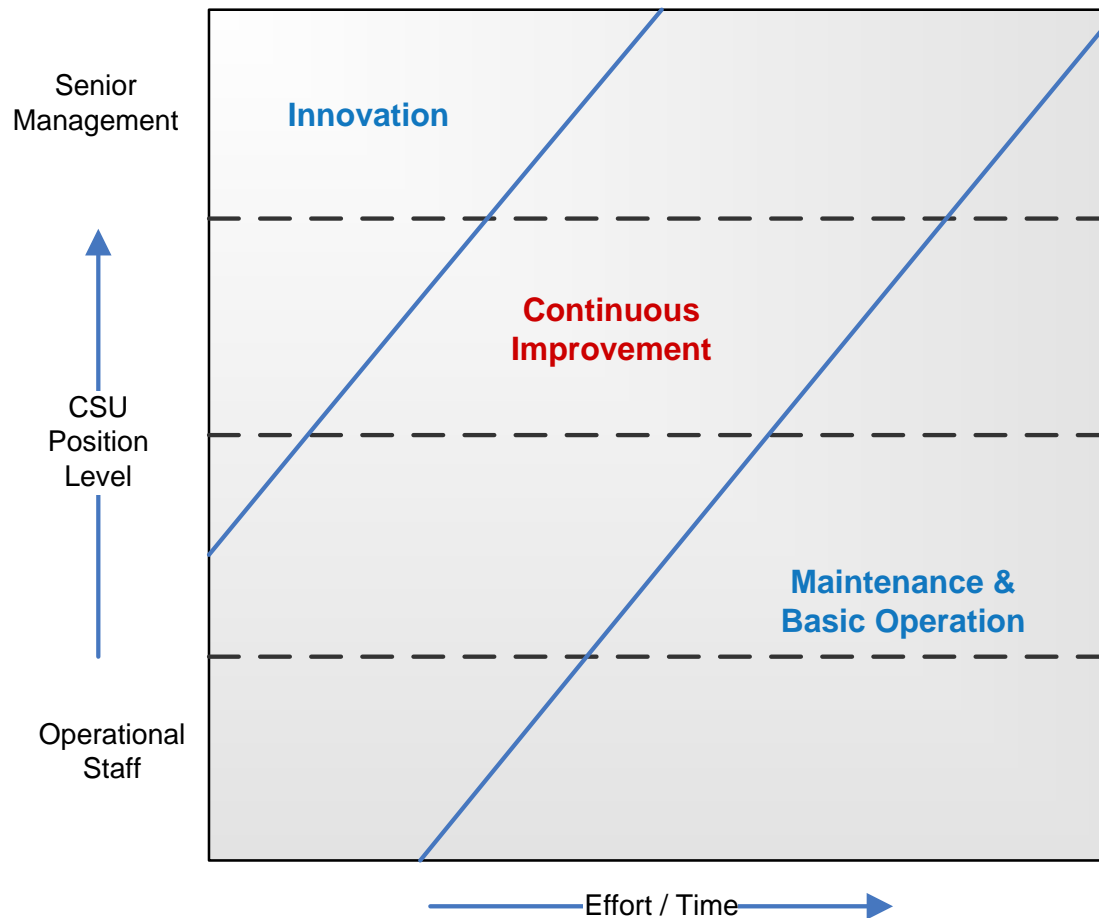 Senior
Management
Innovation
Continuous
Improvement
CSU
Position
Level
Maintenance &
Basic Operation
Operational
Staff
Effort / Time